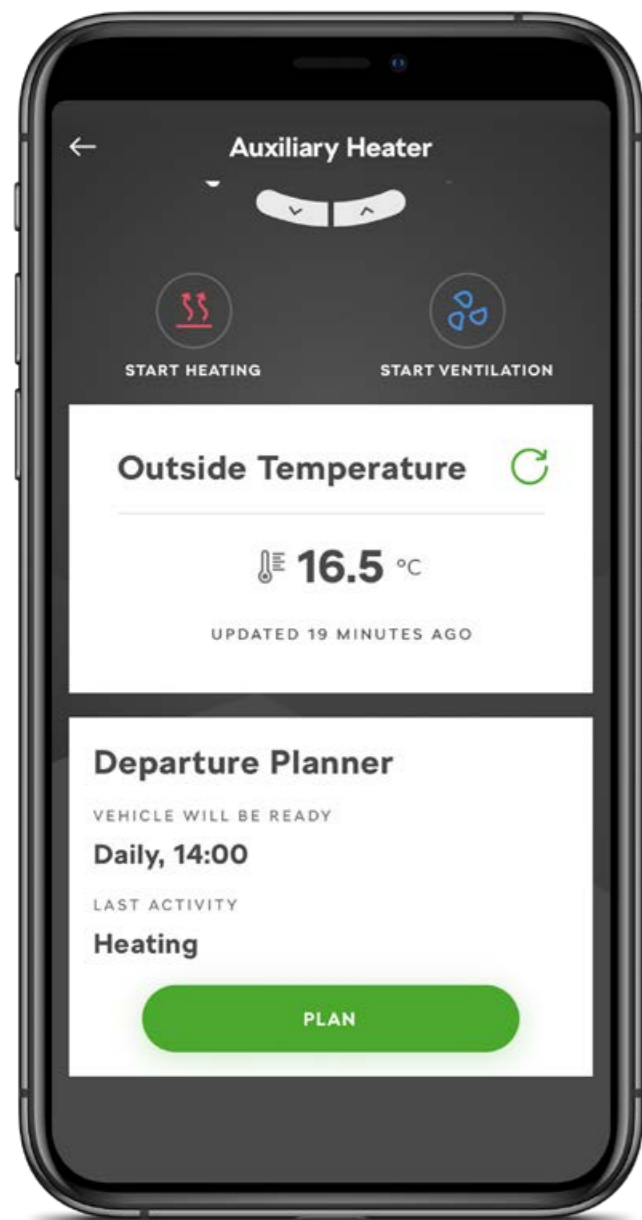 Auxiliary Heater
START HEATING
START VENTILATION
Outside Temperature
16.5 °C
UPDATED 19 MINUTES AGO
Departure Planner
VEHICLE WILL BE READY
Daily, 14:00
LAST ACTIVITY
Heating
PLAN